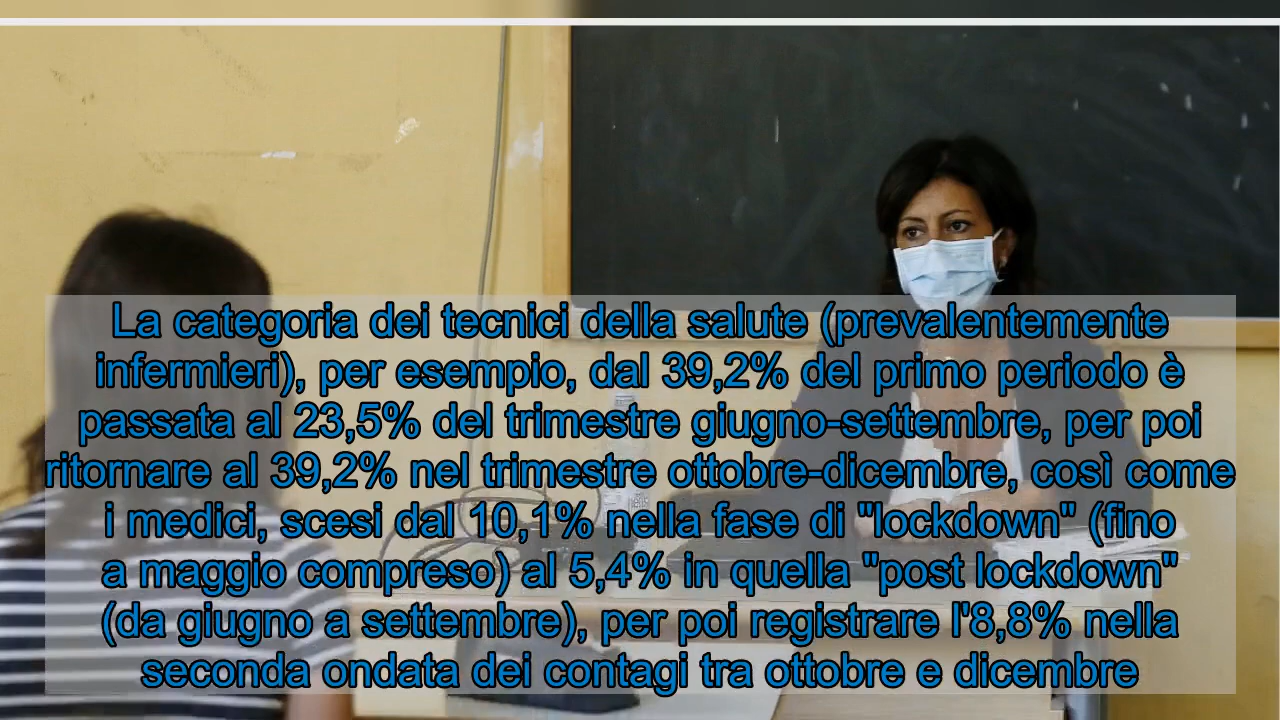 La categoria dei tecnici della salute (prevalentemente
infermieri), per esempio, dal 39,2% del primo periodo è
passata al 23,5% del trimestre giugno-settembre, per poi
ritornare al 39,2% nel trimestre ottobre-dicembre, così come
i medici, scesi dal 10,1% nella fase di "lockdown" (fino
a maggio compreso) al 5,4% in quella "post lockdown"
(da giugno a settembre), per poi registrare l'8,8% nella
seconda ondata dei contagi tra ottobre e dicembre